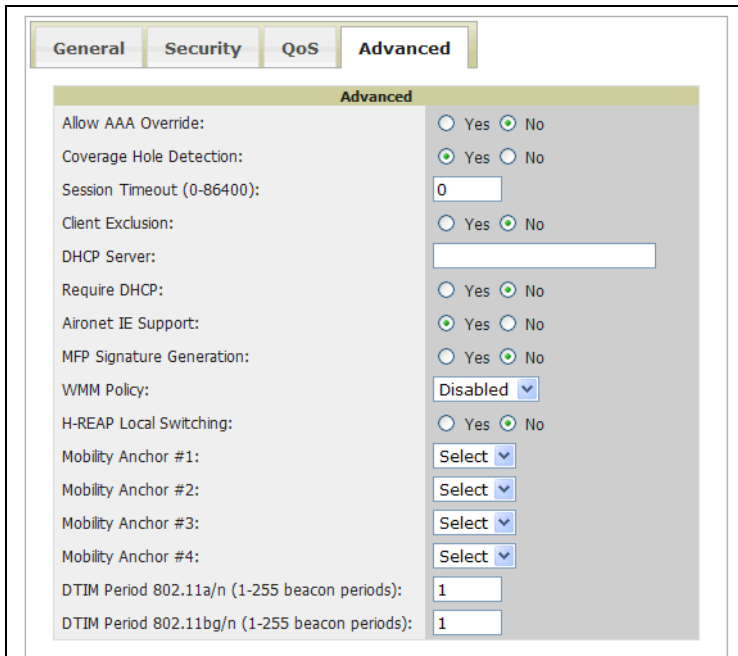 General Security QoS Advanced
Advanced
Allow AAA Override: Yes No
Coverage Hole Detection: Yes No
Session Timeout (0-86400): 0
Client Exclusion: Yes No
DHCP Server:
Require DHCP: Yes No
Aironet IE Support: Yes No
MFP Signature Generation: Yes No
WMM Policy: Disabled
H-REAP Local Switching: Yes No
Mobility Anchor #1: Select
Mobility Anchor #2: Select
Mobility Anchor #3: Select
Mobility Anchor #4: Select
DTIM Period 802.11a/n (1-255 beacon periods): 1
DTIM Period 802.11bg/n (1-255 beacon periods): 1